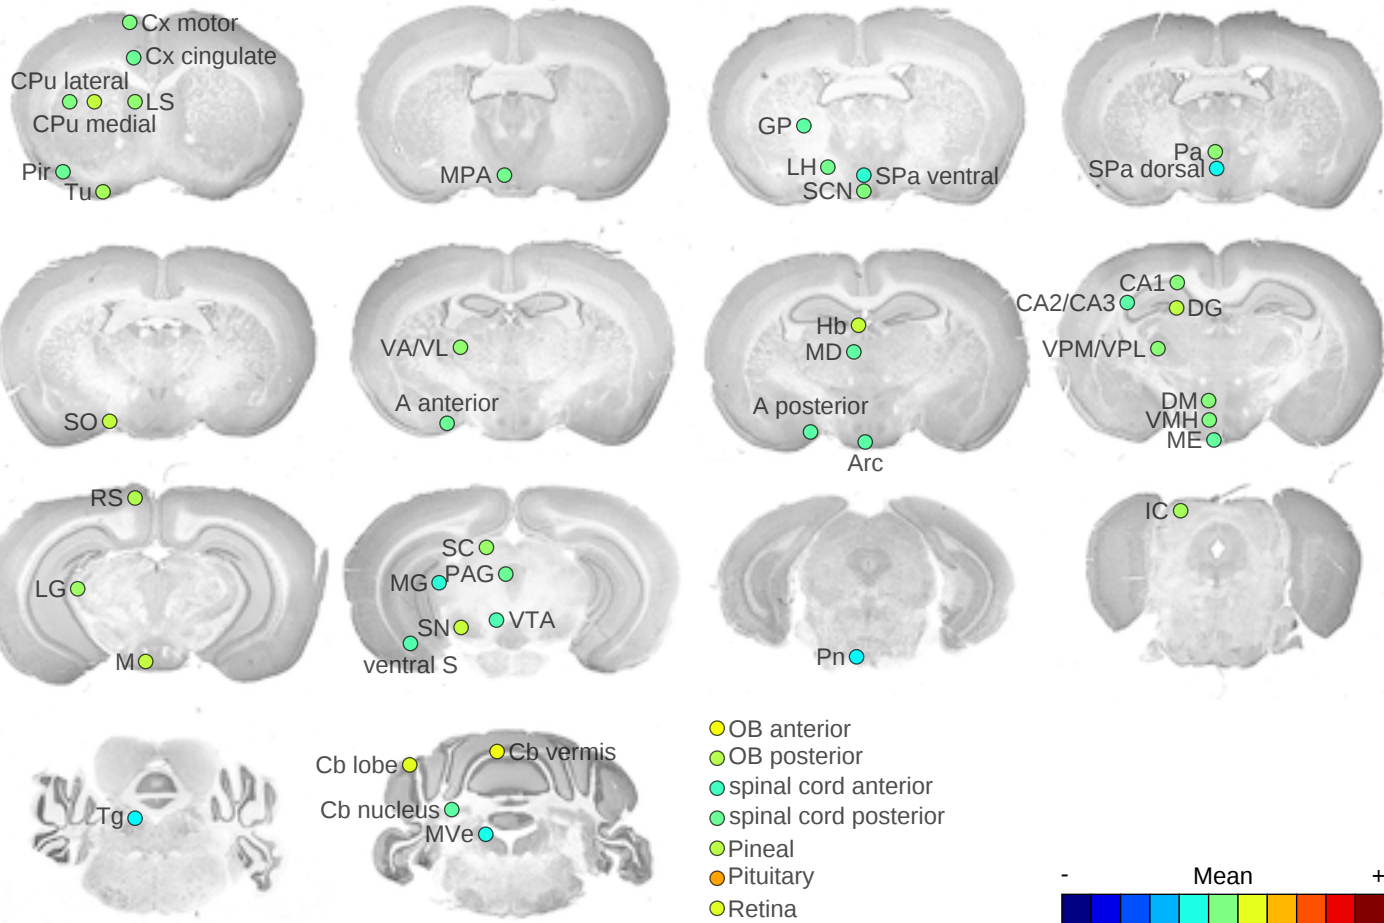 Cx motor
Cx cingulate
CPu lateral
LS
CPu medial
Pir
Tu
MPA
GP
LH
SPa ventral
SCN
Pa
SPa dorsal
SO
VA/VL
A anterior
Hb
MD
A posterior
Arc
CA1
CA2/CA3
DG
VPM/VPL
DM
VMH
ME
RS
LG
M
SC
MG
PAG
SN
VTA
ventral S
Pn
IC
Tg
Cb lobe
Cb vermis
Cb nucleus
MVe
OB anterior
OB posterior
spinal cord anterior
spinal cord posterior
Pineal
Pituitary
Retina
- Mean +